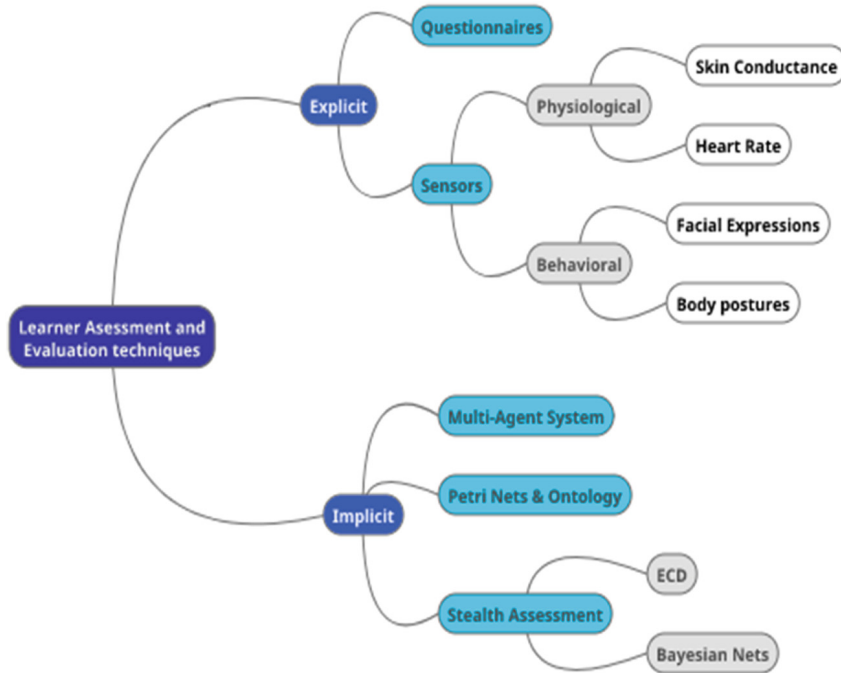 Questionnaires
Skin Conductance
Explicit
Physiological
Heart Rate
Sensors
Facial Expressions
Behavioral
Body postures
Learner Asessment and
Evaluation techniques
Multi-Agent System
Petri Nets & Ontology
Implicit
ECD
Stealth Assessment
Bayesian Nets